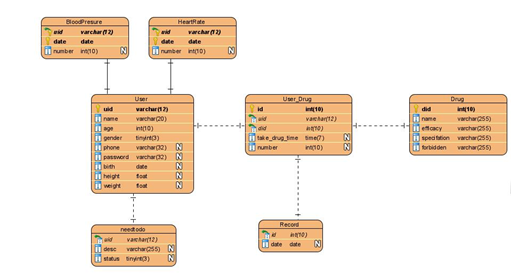 BloodPresure
uid varchar(12)
date date
number int(10) N
HeartRate
uid varchar(12)
date date
number int(10) N
User
uid varchar(12)
name varchar(20)
age int(10)
gender tinyint(3)
phone varchar(32) N
password varchar(32) N
birth date N
height float N
weight float N
User_Drug
id int(10)
uid varchar(12)
did int(10)
take_drug_time time(7) N
number int(10) N
Drug
did int(10)
name varchar(255)
efficacy varchar(255)
specifation varchar(255)
forbidden varchar(255)
needtodo
uid varchar(12)
desc varchar(255) N
status tinyint(3) N
Record
id int(10)
date date N